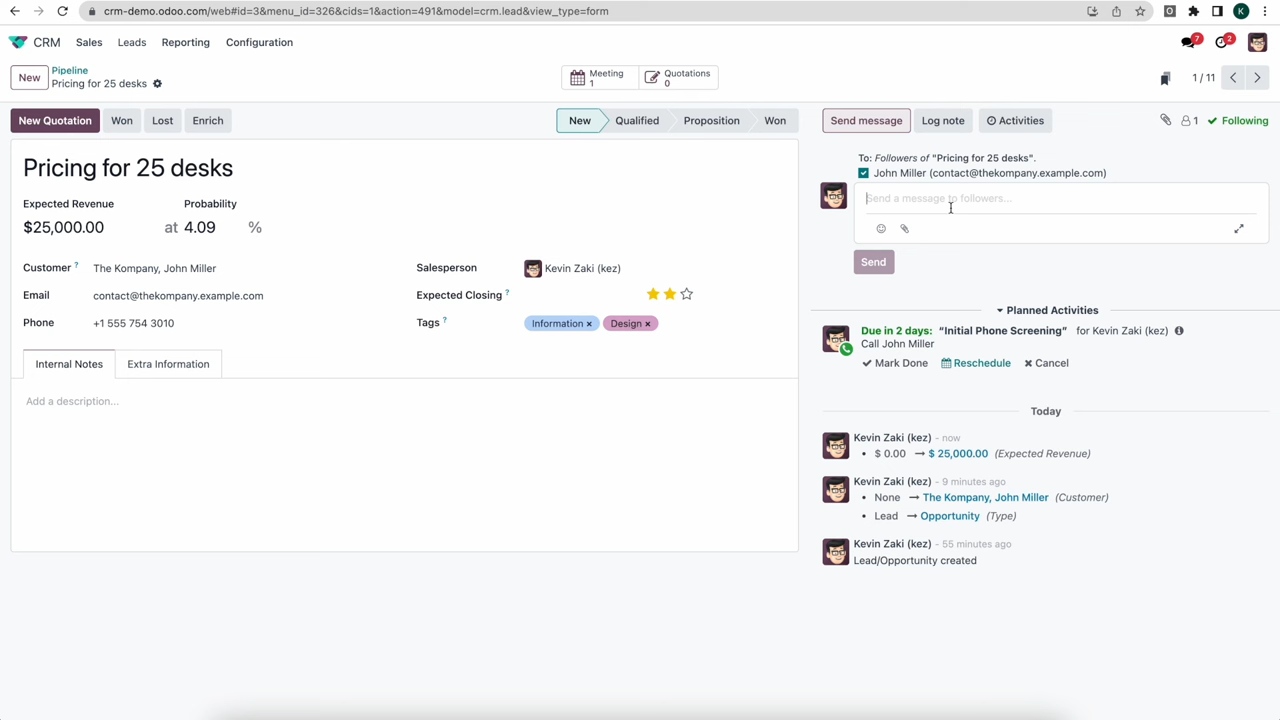 crm-demo.odoo.com/web#id=3&menu_id=326&cids=1&action=491&model=crm.lead&view_type=form
K
CRM Sales Leads Reporting Configuration
7 2
New
Pipeline
Pricing for 25 desks
Meeting
1
Quotations
0
1 / 11
New Quotation Won Lost Enrich
New Qualified Proposition Won
Pricing for 25 desks
Expected Revenue Probability
$25,000.00 at 4.09 %
Customer ? The Kompany, John Miller
Email contact@thekompany.example.com
Phone +1 555 754 3010
Salesperson Kevin Zaki (kez)
Expected Closing ?
Tags ? Information × Design ×
Internal Notes Extra Information
Add a description...
Send message Log note Activities 1 Following
To: Followers of "Pricing for 25 desks".
John Miller (contact@thekompany.example.com)
Send a message to followers...
Send
Planned Activities
Due in 2 days: “Initial Phone Screening” for Kevin Zaki (kez)
Call John Miller
Mark Done Reschedule Cancel
Today
Kevin Zaki (kez) - now
• $ 0.00 → $ 25,000.00 (Expected Revenue)
Kevin Zaki (kez) - 9 minutes ago
• None → The Kompany, John Miller (Customer)
• Lead → Opportunity (Type)
Kevin Zaki (kez) - 55 minutes ago
Lead/Opportunity created